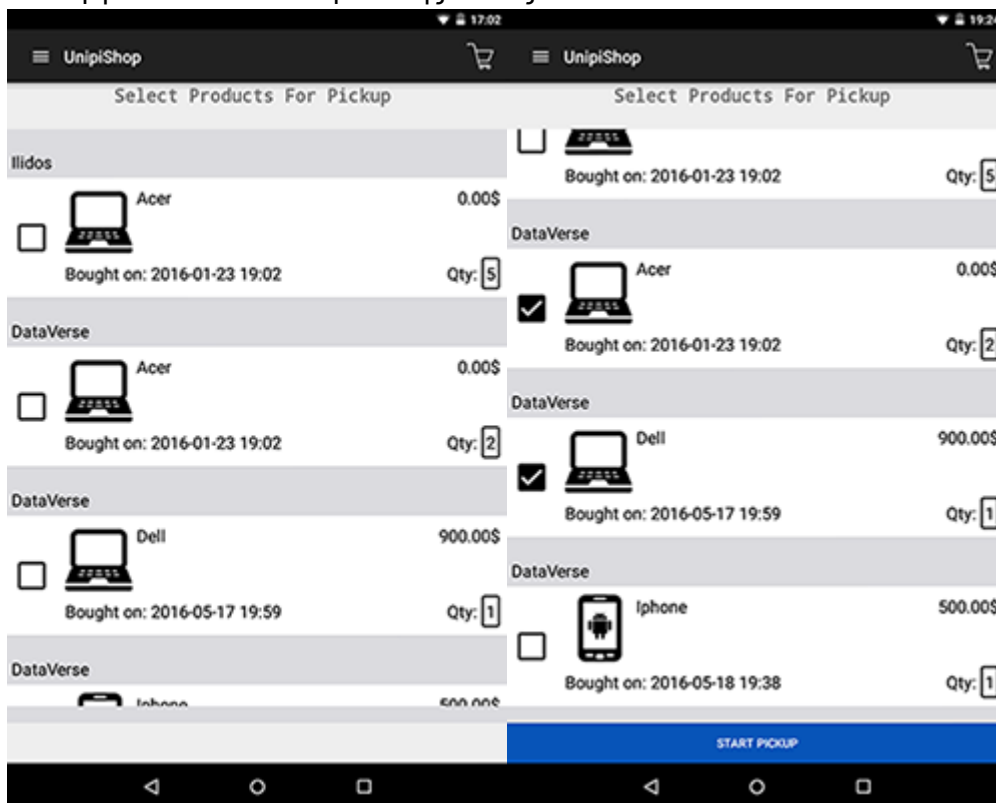 17:02
UnipiShop
Select Products For Pickup
Ilidos
Acer 0.00$
Bought on: 2016-01-23 19:02 Qty: 5
DataVerse
Acer 0.00$
Bought on: 2016-01-23 19:02 Qty: 2
DataVerse
Dell 900.00$
Bought on: 2016-05-17 19:59 Qty: 1
DataVerse
Iphone 500.00$
19:24
UnipiShop
Select Products For Pickup
Bought on: 2016-01-23 19:02 Qty: 5
DataVerse
Acer 0.00$
Bought on: 2016-01-23 19:02 Qty: 2
DataVerse
Dell 900.00$
Bought on: 2016-05-17 19:59 Qty: 1
DataVerse
Iphone 500.00$
Bought on: 2016-05-18 19:38 Qty: 1
START PICKUP